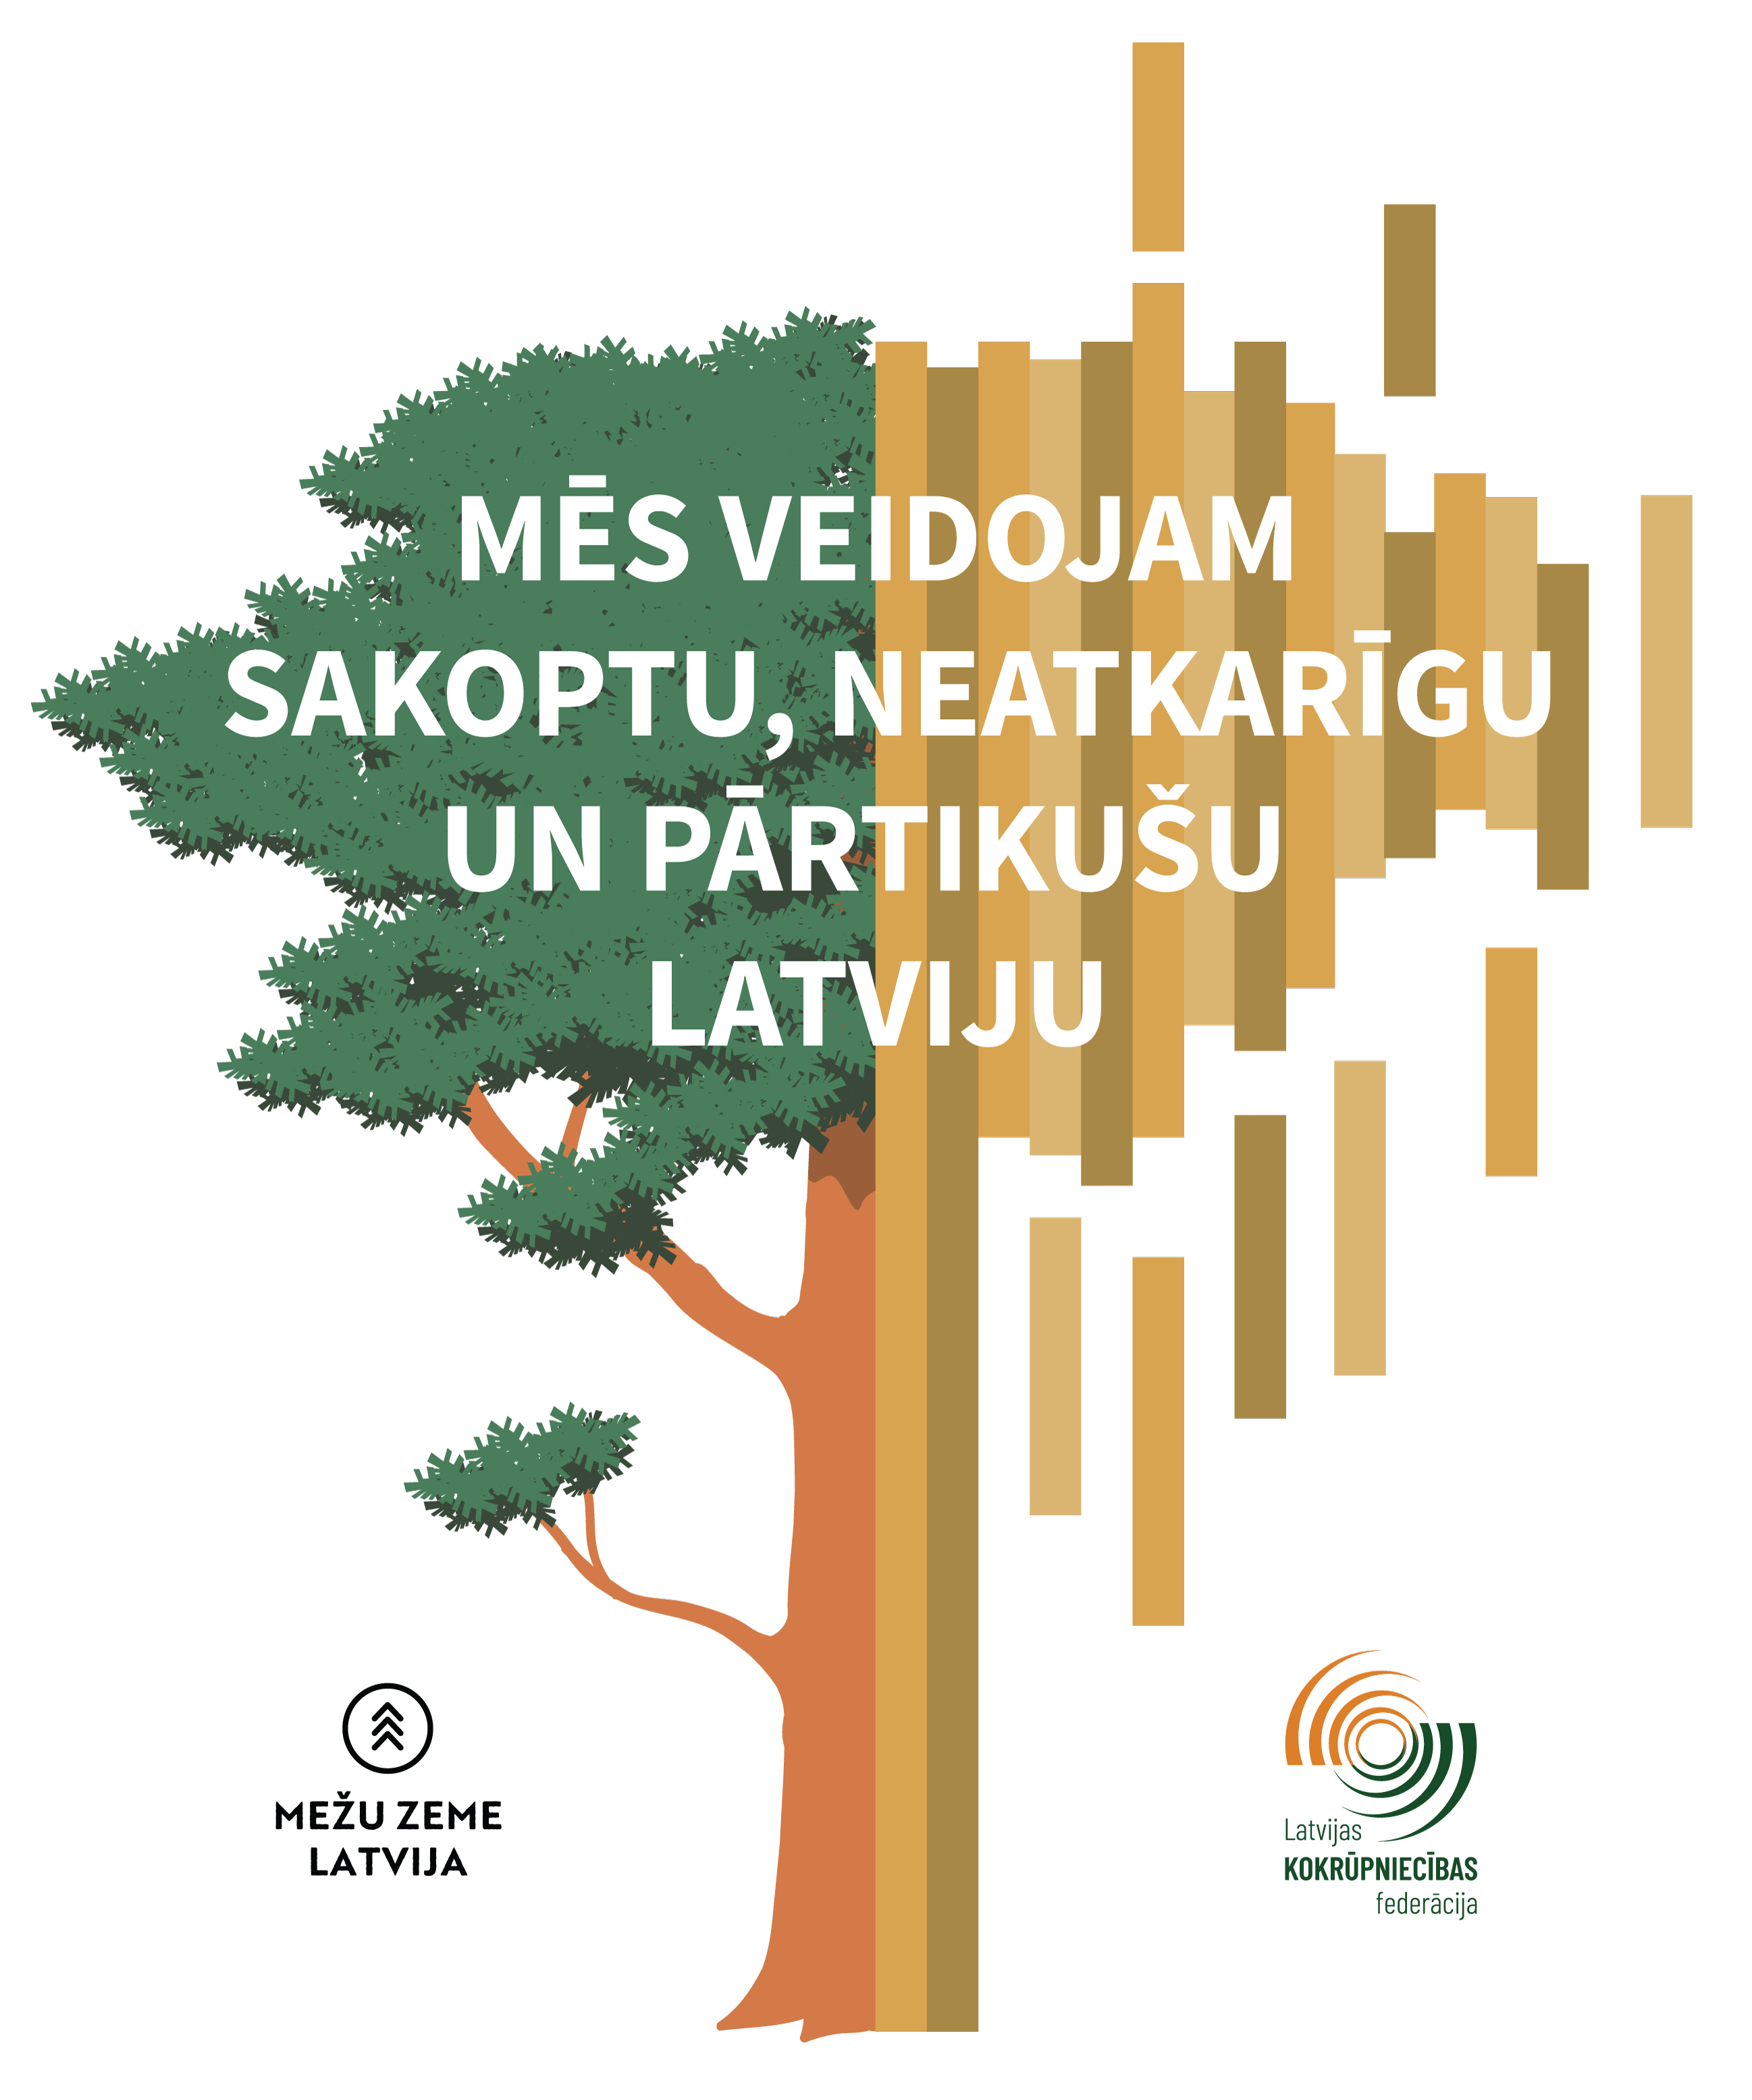 MĒS VEIDOJAM
SAKOPTU, NEATKARĪGU
UN PĀRTIKUŠU
LATVIJU
MEŽU ZEME
LATVIJA
Latvijas
KOKRŪPNIECĪBAS
federācija